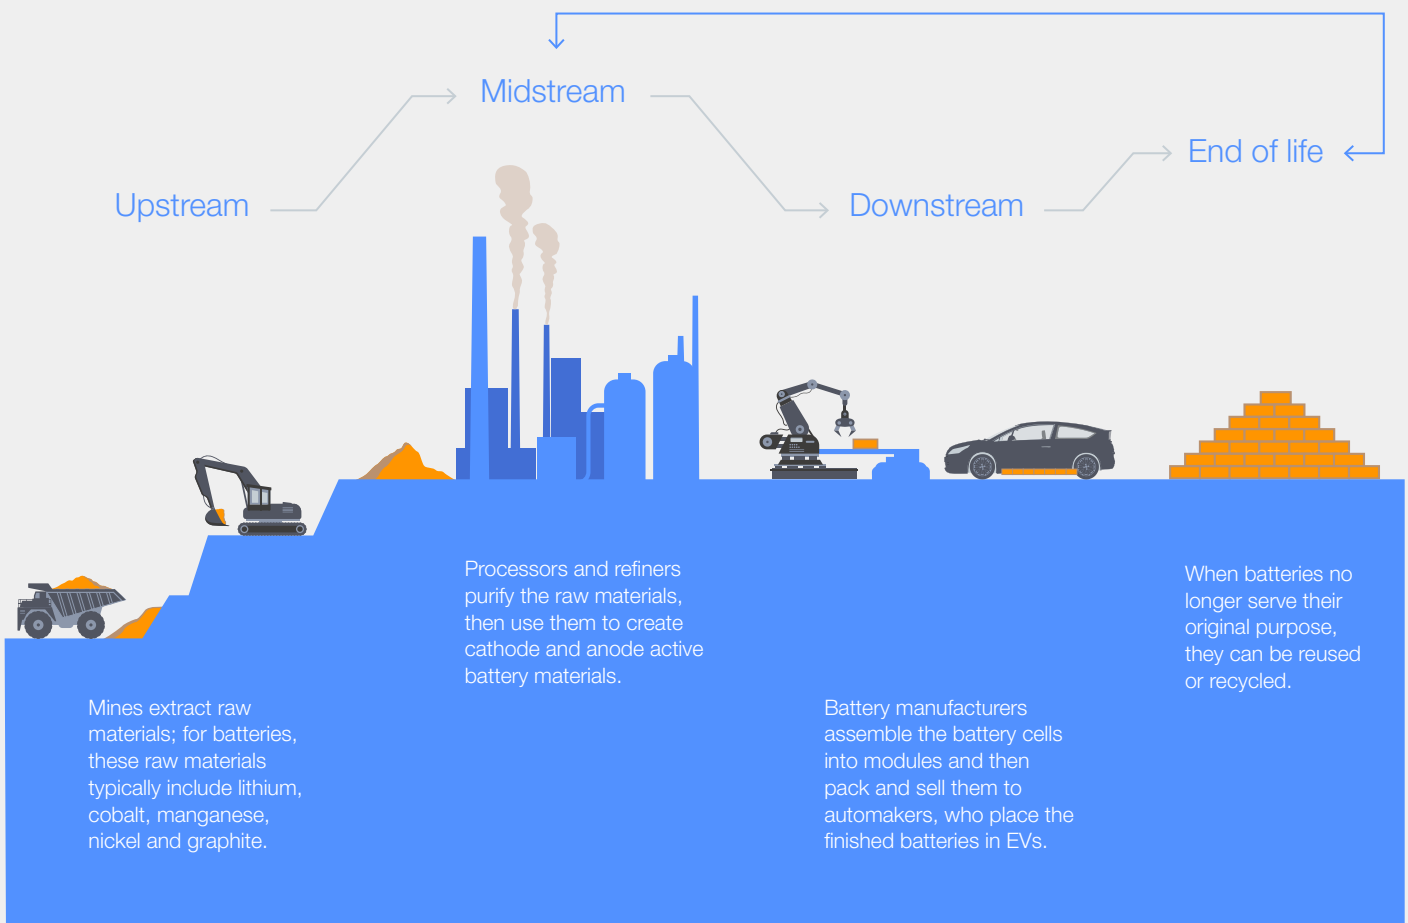 Midstream
End of life
Upstream
Downstream
Processors and refiners
purify the raw materials,
then use them to create
cathode and anode active
battery materials.
When batteries no
longer serve their
original purpose,
they can be reused
or recycled.
Mines extract raw
materials; for batteries,
these raw materials
typically include lithium,
cobalt, manganese,
nickel and graphite.
Battery manufacturers
assemble the battery cells
into modules and then
pack and sell them to
automakers, who place the
finished batteries in EVs.